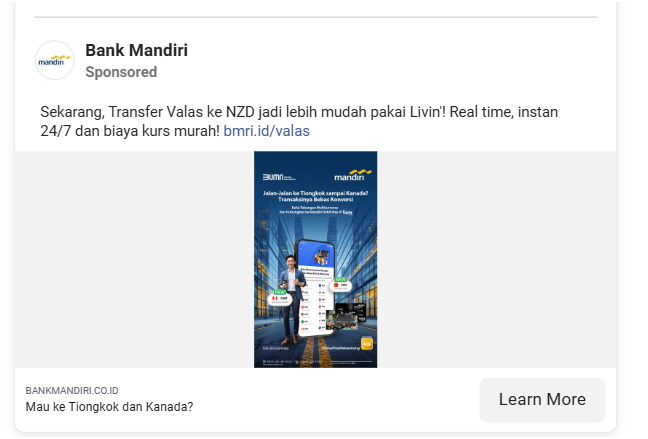 mandiri
Bank Mandiri
Sponsored
Sekarang, Transfer Valas ke NZD jadi lebih mudah pakai Livin'! Real time, instan
24/7 dan biaya kurs murah! bmri.id/valas
BUMN
mandiri
Jalan-Jalan ke Tiongkok sampai Kanada?
Transaksinya Bebas Konversi
BANKMANDIRI.CO.ID
Mau ke Tiongkok dan Kanada?
Learn More